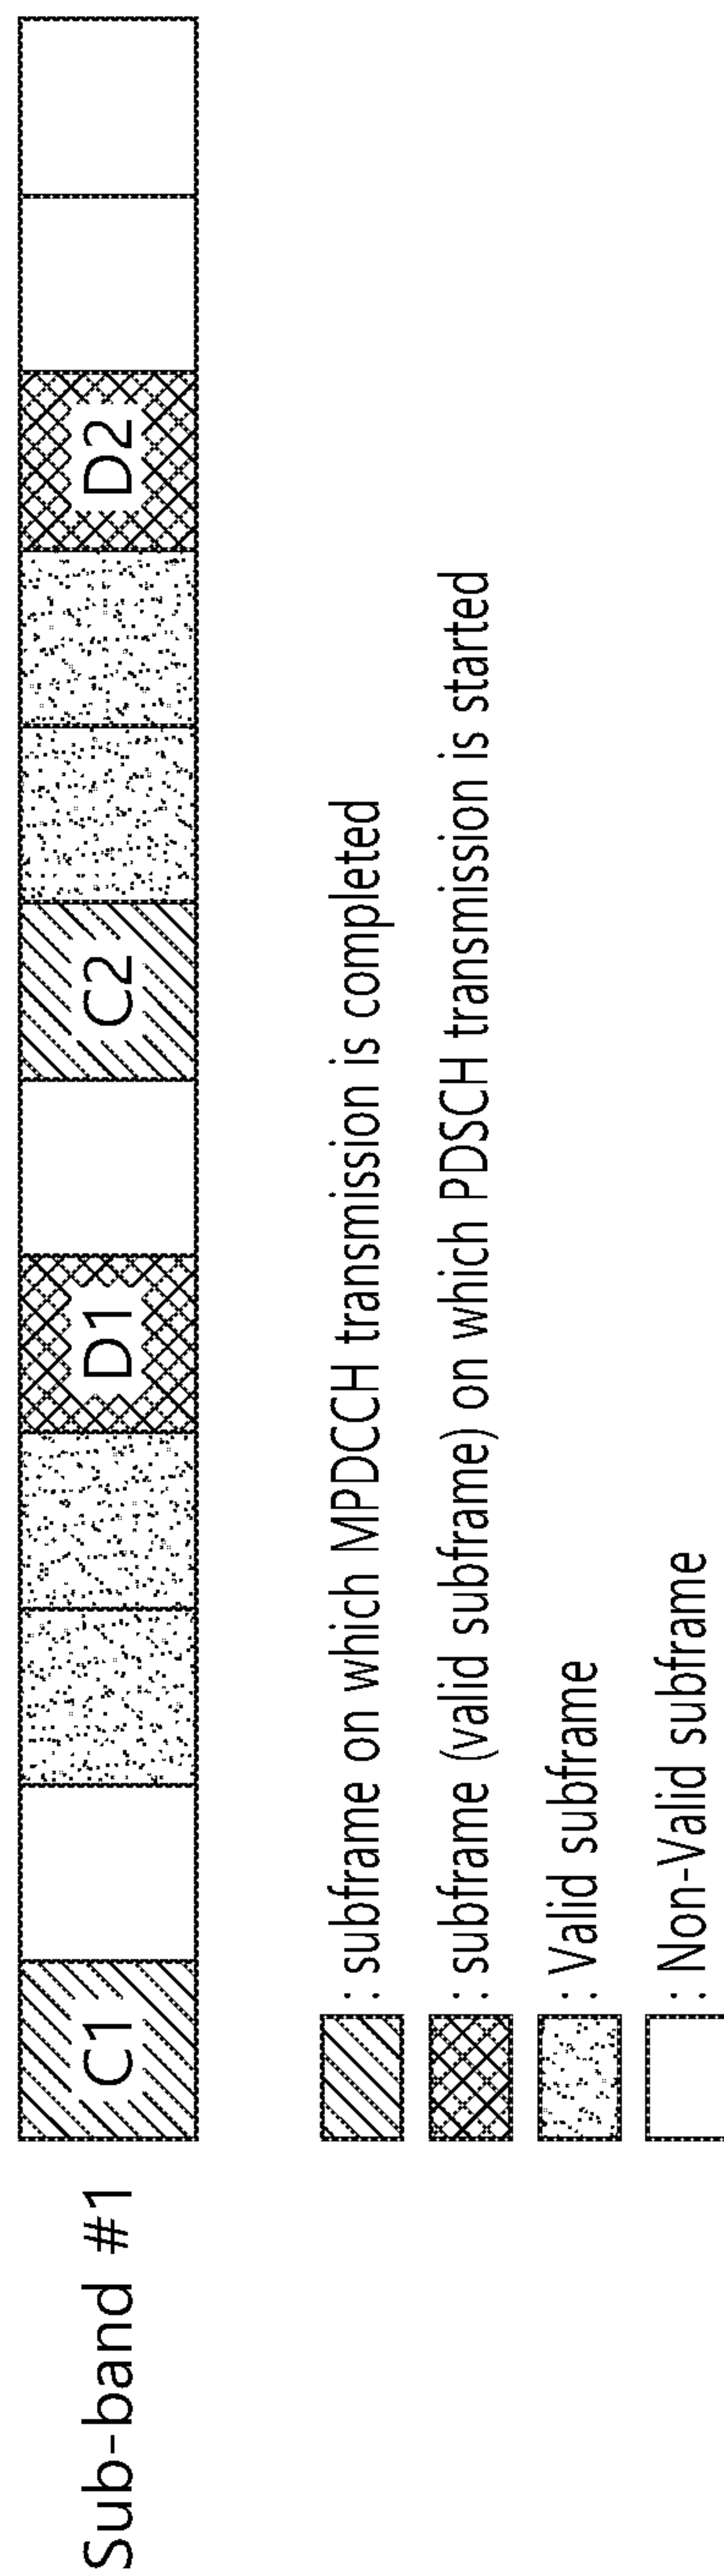 Sub-band #1
C1
D1
C2
D2
: subframe on which MPDCCH transmission is completed
: subframe (valid subframe) on which PDSCH transmission is started
: Valid subframe
: Non-Valid subframe